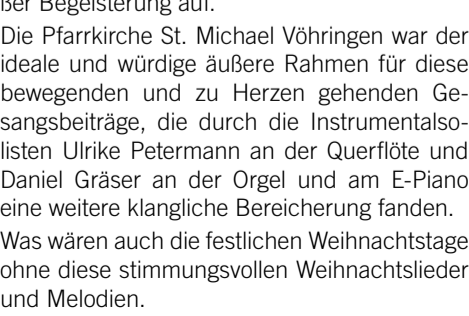 ßer Begeisterung auf.
Die Pfarrkirche St. Michael Vöhringen war der
ideale und würdige äußere Rahmen für diese
bewegenden und zu Herzen gehenden Ge-
sangsbeiträge, die durch die Instrumentalso-
listen Ulrike Petermann an der Querflöte und
Daniel Gräser an der Orgel und am E-Piano
eine weitere klangliche Bereicherung fanden.
Was wären auch die festlichen Weihnachtstage
ohne diese stimmungsvollen Weihnachtslieder
und Melodien.